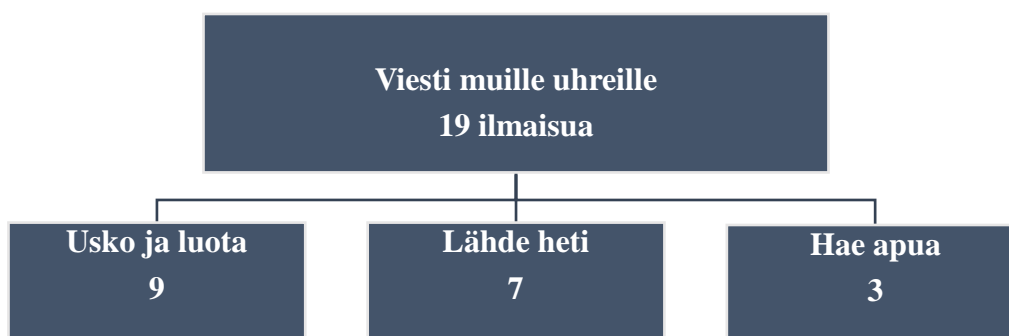 Viesti muille uhreille
19 ilmaisua
Usko ja luota
9
Lähde heti
7
Hae apua
3